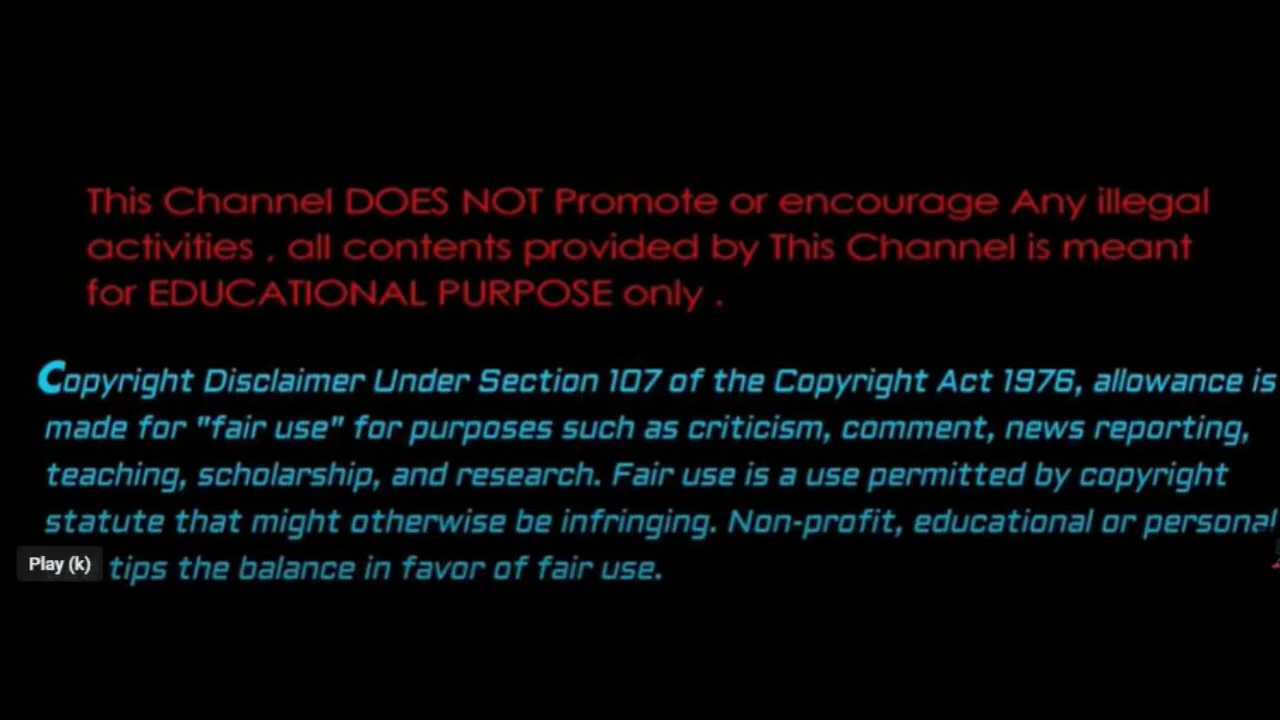 This Channel DOES NOT Promote or encourage Any illegal
activities , all contents provided by This Channel is meant
for EDUCATIONAL PURPOSE only .
Copyright Disclaimer Under Section 107 of the Copyright Act 1976, allowance is
made for "fair use" for purposes such as criticism, comment, news reporting,
teaching, scholarship, and research. Fair use is a use permitted by copyright
statute that might otherwise be infringing. Non-profit, educational or personal
Play (k) tips the balance in favor of fair use.